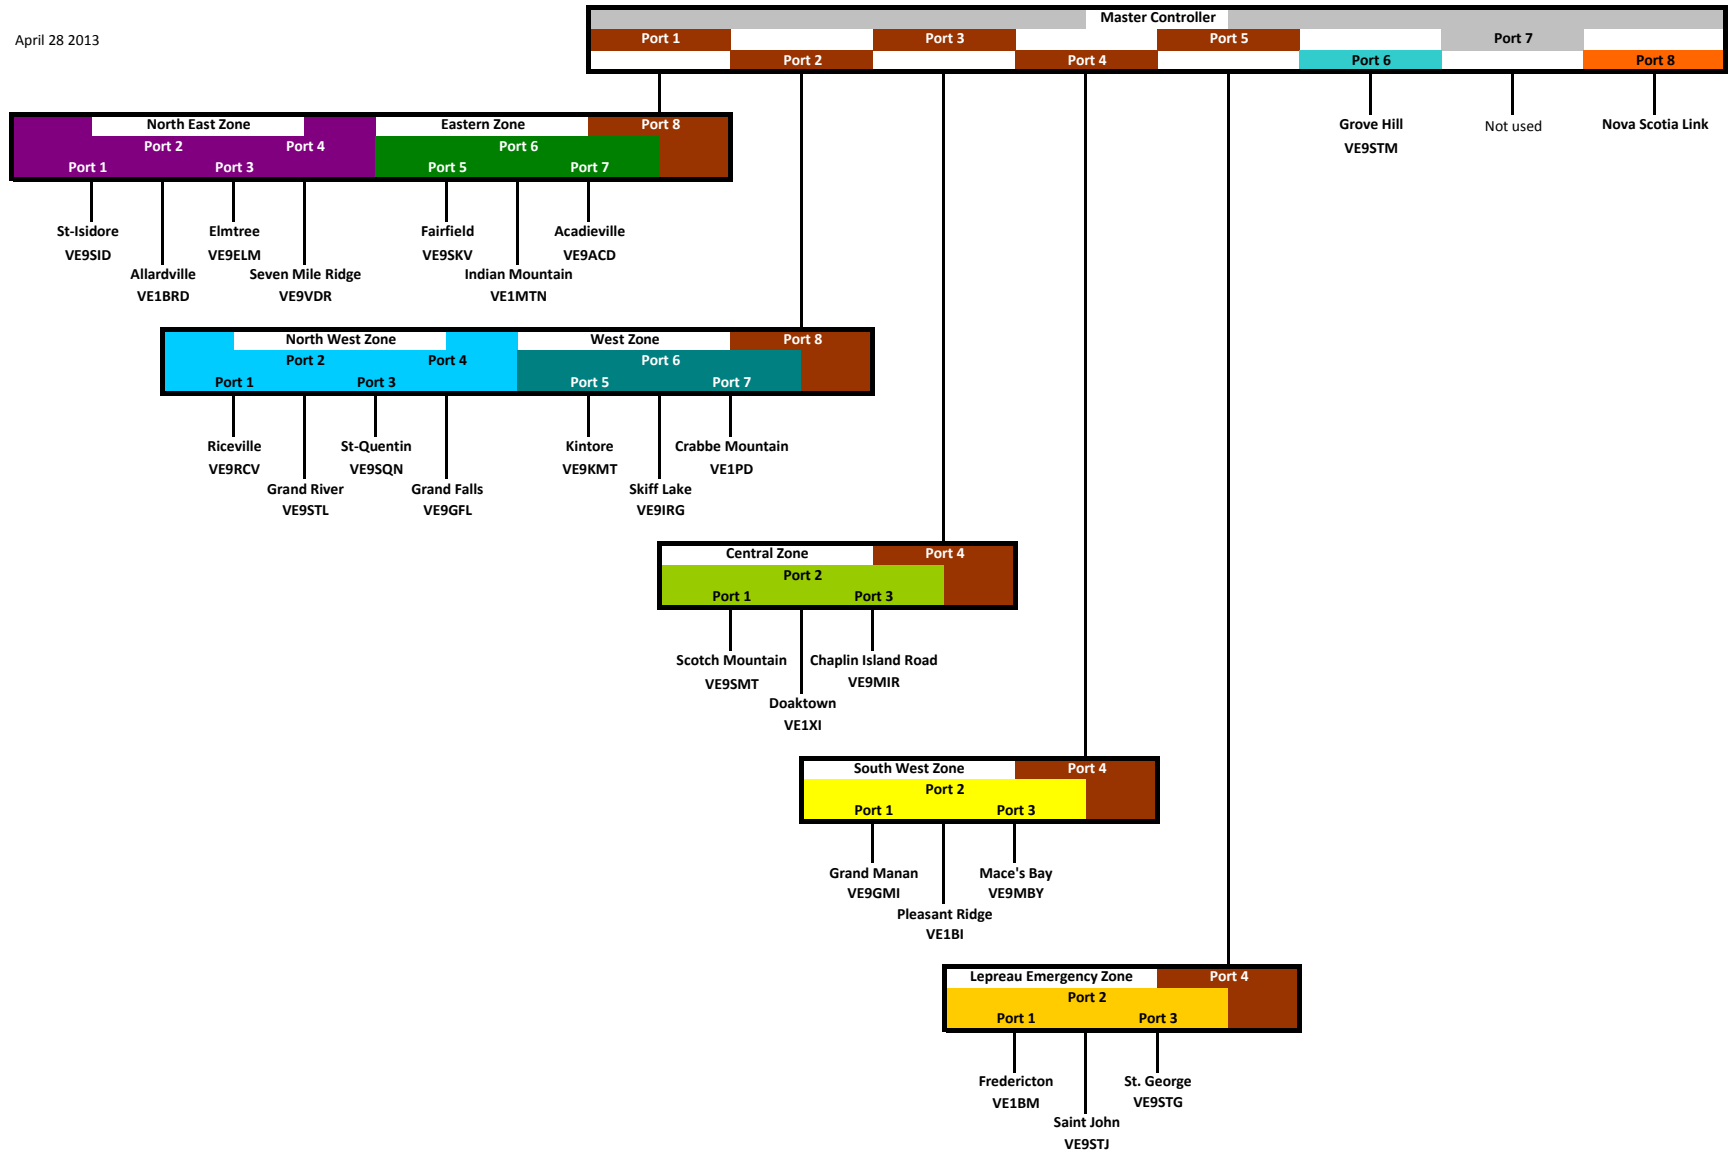 Master Controller
April 28 2013
Port 1 Port 3 Port 5 Port 7
Port 2 Port 4 Port 6 Port 8
Grove Hill Not used Nova Scotia Link
VE9STM
North East Zone Eastern Zone Port 8
Port 2 Port 4 Port 6
Port 1 Port 3 Port 5 Port 7
St-Isidore Elmtree Fairfield Acadieville
VE9SID VE9ELM VE9SKV VE9ACD
Allardville Seven Mile Ridge Indian Mountain
VE1BRD VE9VDR VE1MTN
North West Zone West Zone Port 8
Port 2 Port 4 Port 6
Port 1 Port 3 Port 5 Port 7
Riceville St-Quentin Kintore Crabbe Mountain
VE9RCV VE9SQN VE9KMT VE1PD
Grand River Grand Falls Skiff Lake
VE9STL VE9GFL VE9IRG
Central Zone Port 4
Port 2
Port 1 Port 3
Scotch Mountain Chaplin Island Road
VE9SMT VE9MIR
Doaktown
VE1XI
South West Zone Port 4
Port 2
Port 1 Port 3
Grand Manan Mace's Bay
VE9GMI VE9MBY
Pleasant Ridge
VE1BI
Lepreau Emergency Zone Port 4
Port 2
Port 1 Port 3
Fredericton St. George
VE1BM VE9STG
Saint John
VE9STJ